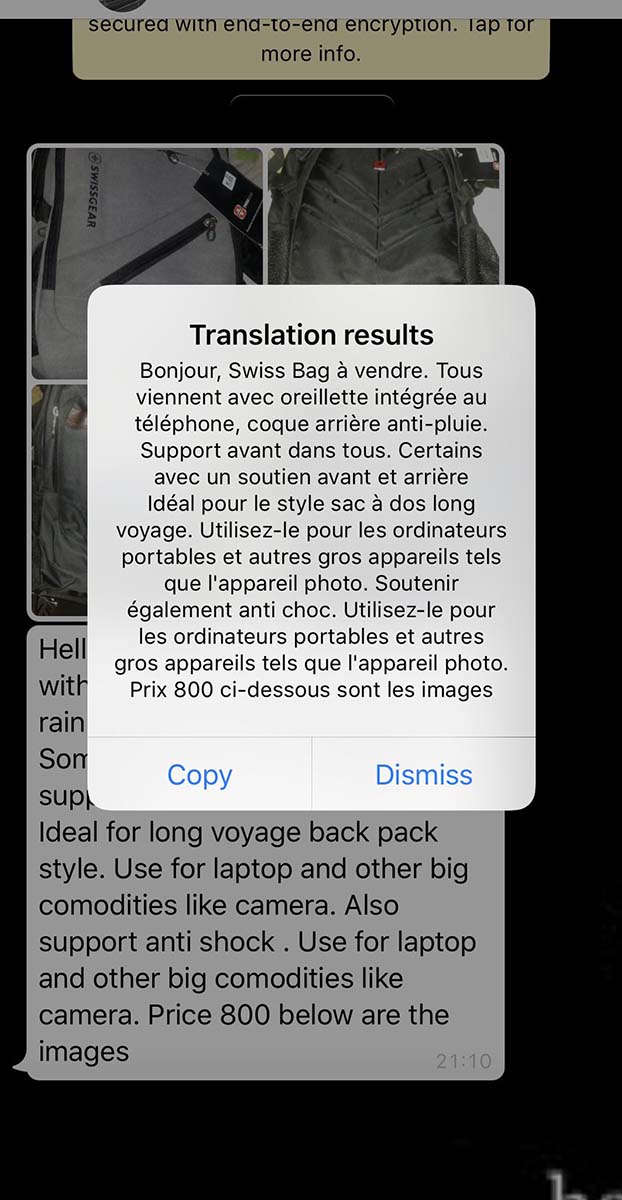 secured with end-to-end encryption. Tap for
more info.
SWISSGEAR
Translation results
Bonjour, Swiss Bag à vendre. Tous
viennent avec oreillette intégrée au
téléphone, coque arrière anti-pluie.
Support avant dans tous. Certains
avec un soutien avant et arrière
Idéal pour le style sac à dos long
voyage. Utilisez-le pour les ordinateurs
portables et autres gros appareils tels
que l'appareil photo. Soutenir
également anti choc. Utilisez-le pour
les ordinateurs portables et autres
gros appareils tels que l'appareil photo.
Prix 800 ci-dessous sont les images
Copy
Dismiss
Hell
with
rain
Som
supp
Ideal for long voyage back pack
style. Use for laptop and other big
comodities like camera. Also
support anti shock . Use for laptop
and other big comodities like
camera. Price 800 below are the
images
21:10